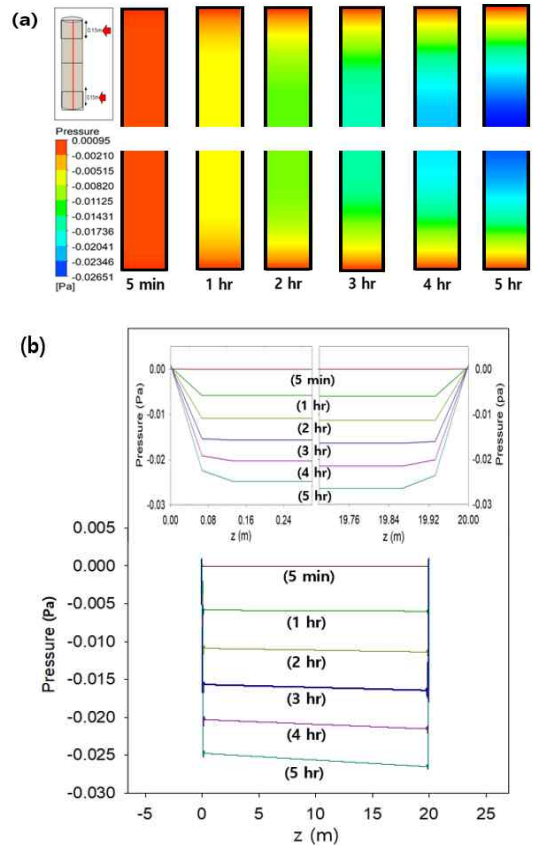 (a)
0.15m
0.15m
Pressure
0.00095
-0.00210
-0.00515
-0.00820
-0.01125
-0.01431
-0.01736
-0.02041
-0.02346
-0.02651
[Pa]
5 min 1 hr 2 hr 3 hr 4 hr 5 hr
(b)
0.00
-0.01
-0.02
-0.03
Pressure (Pa)
(5 min)
(1 hr)
(2 hr)
(3 hr)
(4 hr)
(5 hr)
0.00
-0.01
-0.02
-0.03
Pressure (Pa)
0.00 0.08 0.16 0.24 19.76 19.84 19.92 20.00
z (m) z (m)
0.005
0.000
-0.005
-0.010
-0.015
-0.020
-0.025
-0.030
Pressure (Pa)
(5 min)
(1 hr)
(2 hr)
(3 hr)
(4 hr)
(5 hr)
-5 0 5 10 15 20 25
z (m)